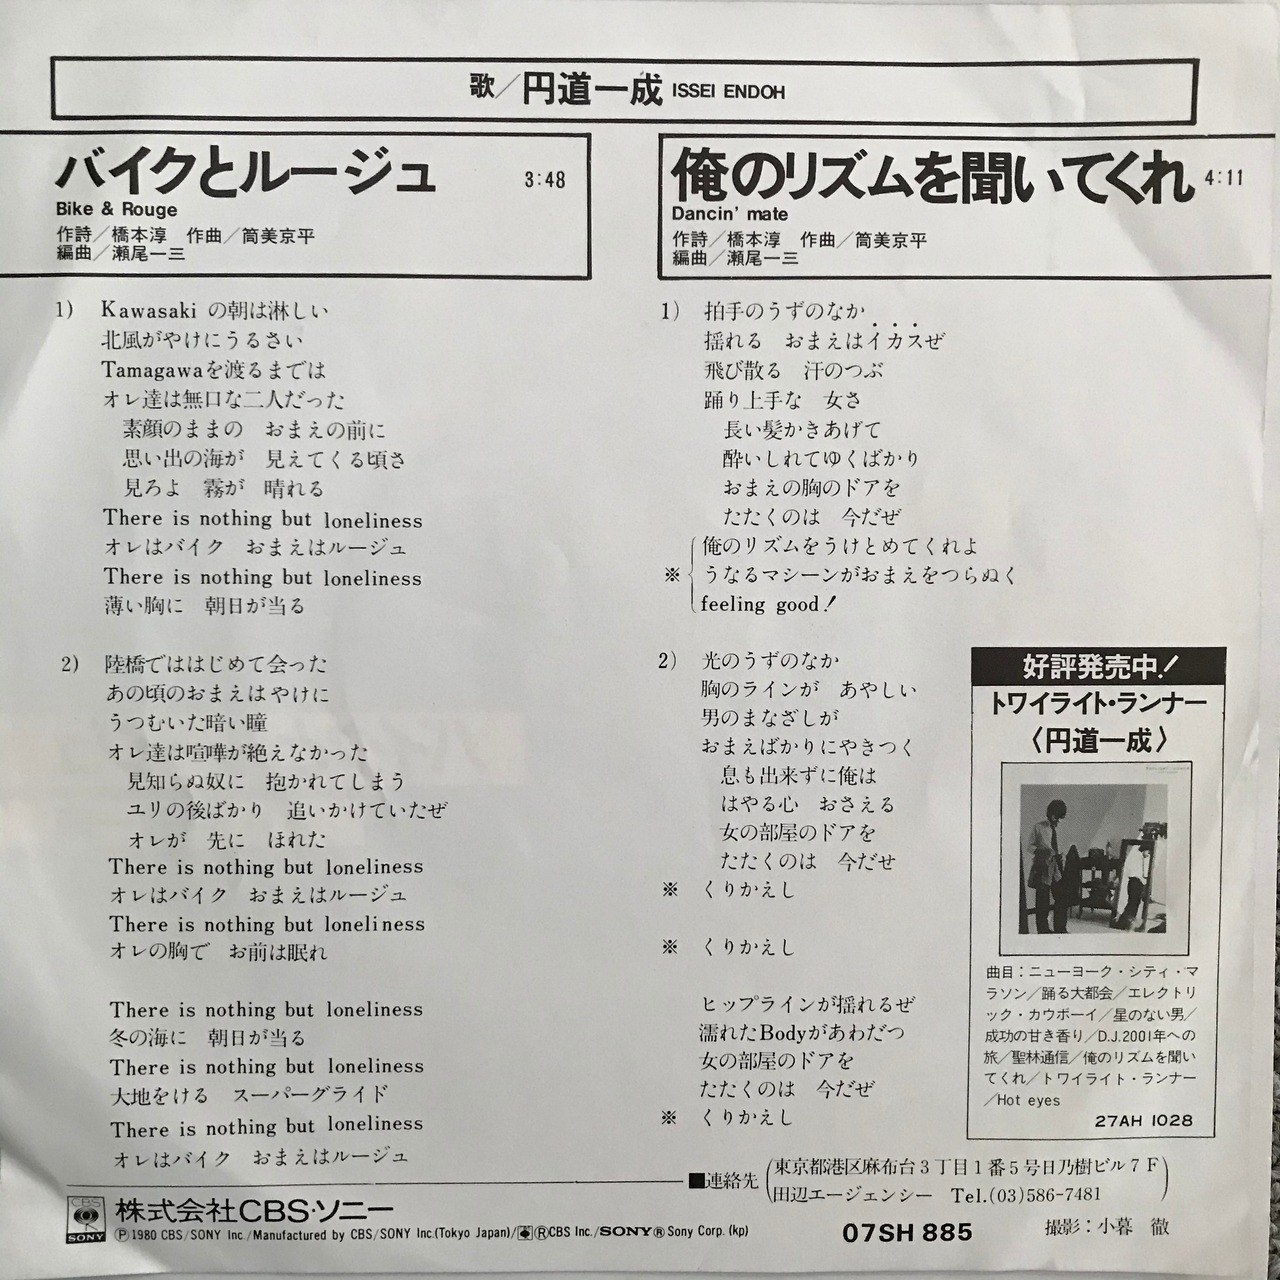 歌／円道一成 ISSEI ENDOH
バイクとルージュ 3:48
Bike & Rouge
作詩／橋本淳　作曲／筒美京平
編曲／瀬尾一三
1) Kawasaki の朝は淋しい
北風がやけにうるさい
Tamagawaを渡るまでは
オレ達は無口な二人だった
素顔のままの　おまえの前に
思い出の海が　見えてくる頃さ
見ろよ　霧が　晴れる
There is nothing but loneliness
オレはバイク　おまえはルージュ
There is nothing but loneliness
薄い胸に　朝日が当る
2) 陸橋でははじめて会った
あの頃のおまえは やけに
うつむいた暗い瞳
オレ達は喧嘩が絶えなかった
見知らぬ奴に　抱かれてしまう
ユリの後ばかり　追いかけていたぜ
オレが　先に　ほれた
There is nothing but loneliness
オレはバイク　おまえはルージュ
There is nothing but loneliness
オレの胸で　お前は眠れ
There is nothing but loneliness
冬の海に　朝日が当る
There is nothing but loneliness
大地をける　スーパーグライド
There is nothing but loneliness
オレはバイク　おまえはルージュ
俺のリズムを聞いてくれ 4:11
Dancin' mate
作詩／橋本淳　作曲／筒美京平
編曲／瀬尾一三
1) 拍手のうずのなか
揺れる　おまえはイカスぜ
飛び散る　汗のつぶ
踊り上手な　女さ
長い髪かきあげて
酔いしれてゆくばかり
おまえの胸のドアを
たたくのは　今だぜ
俺のリズムをうけとめてくれよ
※ うなるマシーンがおまえをつらぬく
feeling good!
2) 光のうずのなか
胸のラインが　あやしい
男のまなざしが
おまえばかりにやきつく
息も出来ずに俺は
はやる心　おさえる
女の部屋のドアを
たたくのは　今だせ
※ くりかえし
※ くりかえし
ヒップラインが揺れるぜ
濡れたBodyがあわだつ
女の部屋のドアを
たたくのは　今だぜ
※ くりかえし
好評発売中!
トワイライト・ランナー
〈円道一成〉
曲目：ニューヨーク・シティ・マ
ラソン／踊る大都会／エレクトリ
ック・カウボーイ／星のない男／
成功の甘き香り／D.J.2001年への
旅／聖林通信／俺のリズムを聞い
てくれ／トワイライト・ランナー
／Hot eyes
27AH 1028
■連絡先 (東京都港区麻布台3丁目1番5号日乃樹ビル7F
田辺エージェンシー　Tel.(03)586-7481)
CBS
SONY
株式会社CBS・ソニー
Ⓟ1980 CBS/SONY Inc./Manufactured by CBS/SONY Inc.(Tokyo Japan)/®CBS Inc./SONY® Sony Corp. (kp)
07SH 885
撮影：小暮　徹